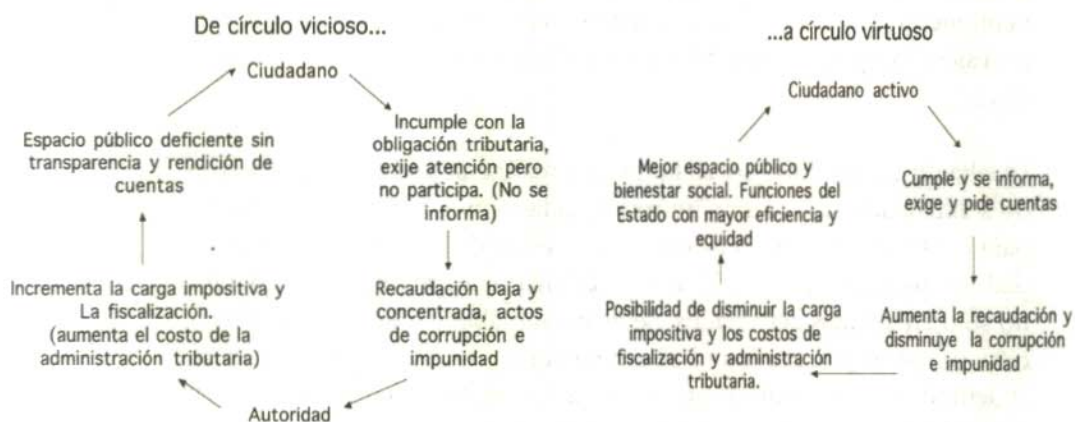 De círculo vicioso...
Ciudadano
Incumple con la
obligación tributaria,
exije atención pero
no participa. (No se
informa)
Recaudación baja y
concentrada, actos
de corrupción e
impunidad
Autoridad
Incrementa la carga impositiva y
La fiscalización.
(aumenta el costo de la
administración tributaria)
Espacio público deficiente sin
transparencia y rendición de
cuentas
...a círculo virtuoso
Ciudadano activo
Cumple y se informa,
exige y pide cuentas
Aumenta la recaudación y
disminuye la corrupción
e impunidad
Posibilidad de disminuir la carga
impositiva y los costos de
fiscalización y administración
tributaria.
Mejor espacio público y
bienestar social. Funciones del
Estado con mayor eficiencia y
equidad